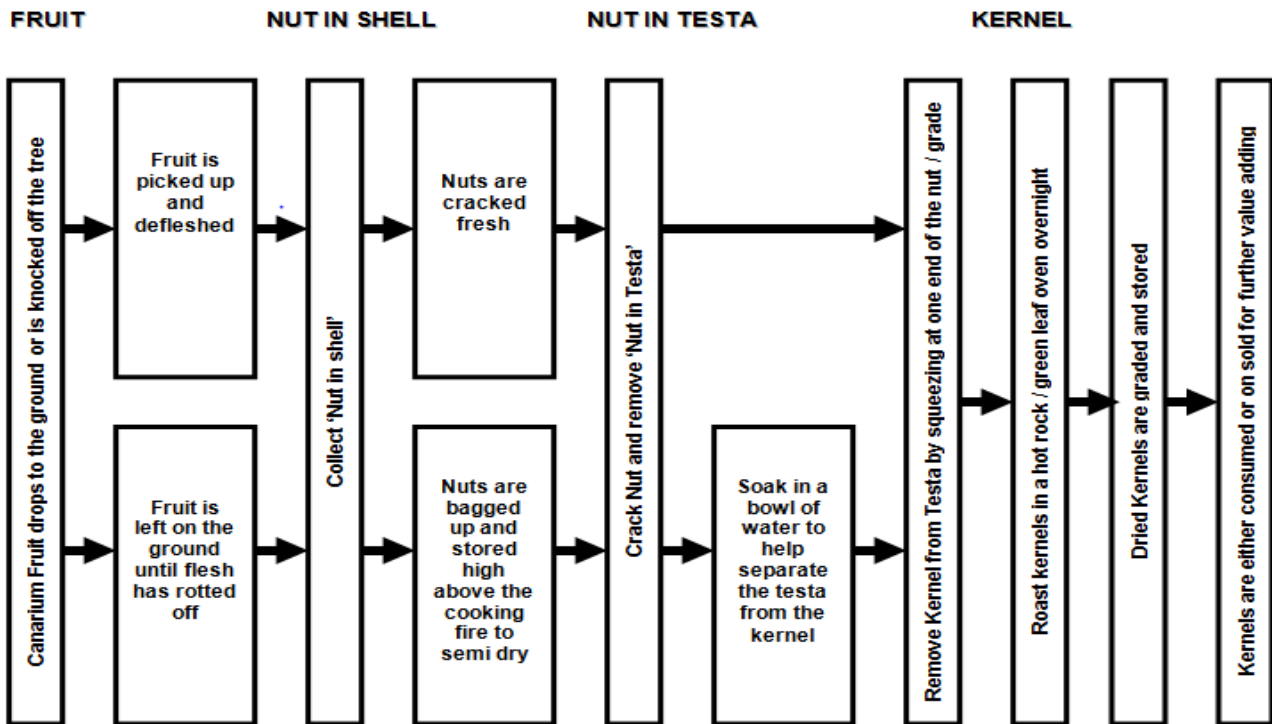 FRUIT
NUT IN SHELL
NUT IN TESTA
KERNEL
Canarium Fruit drops to the ground or is knocked off the tree
Fruit is
picked up
and
defleshed
Fruit is
left on the
ground
until flesh
has rotted
off
Collect ‘Nut in shell’
Nuts are
cracked
fresh
Nuts are
bagged
up and
stored
high
above the
cooking
fire to
semi dry
Crack Nut and remove ‘Nut in Testa’
Soak in a
bowl of
water to
help
separate
the testa
from the
kernel
Remove Kernel from Testa by squeezing at one end of the nut / grade
Roast kernels in a hot rock / green leaf oven overnight
Dried Kernels are graded and stored
Kernels are either consumed or on sold for further value adding